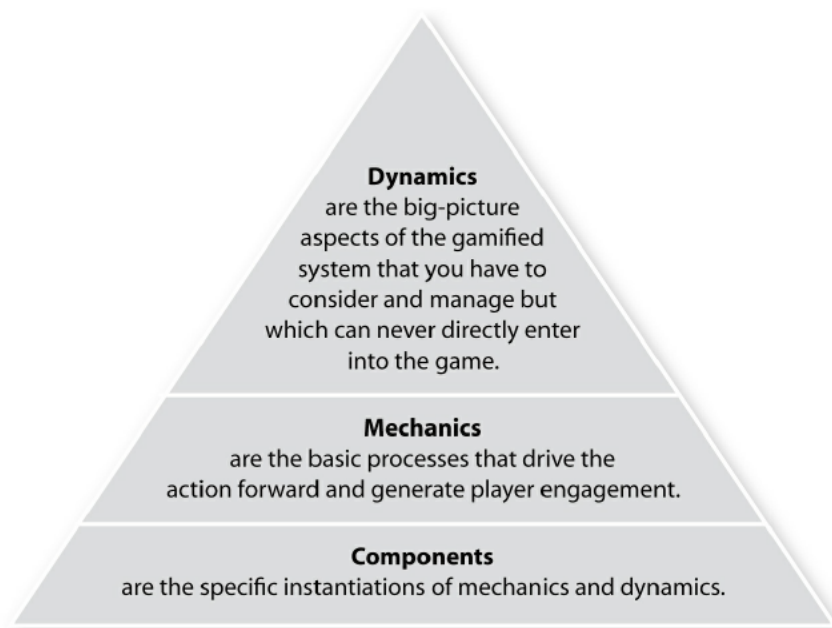 Dynamics
are the big-picture
aspects of the gamified
system that you have to
consider and manage but
which can never directly enter
into the game.
Mechanics
are the basic processes that drive the
action forward and generate player engagement.
Components
are the specific instantiations of mechanics and dynamics.